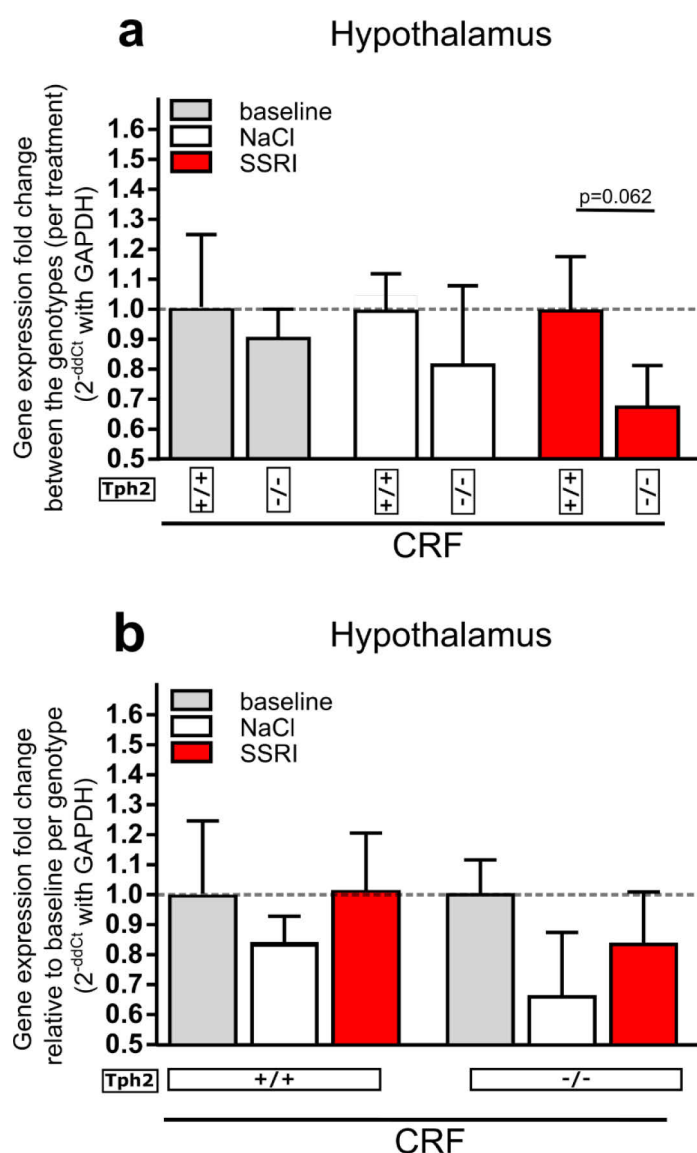 a
Hypothalamus
Gene expression fold change
between the genotypes (per treatment)
(2^-ddCt with GAPDH)
baseline
NaCl
SSRI
1.6
1.5
1.4
1.3
1.2
1.1
1.0
0.9
0.8
0.7
0.6
0.5
p=0.062
Tph2 +/+ -/- +/+ -/- +/+ -/-
CRF
b
Hypothalamus
Gene expression fold change
relative to baseline per genotype
(2^-ddCt with GAPDH)
baseline
NaCl
SSRI
1.6
1.5
1.4
1.3
1.2
1.1
1.0
0.9
0.8
0.7
0.6
0.5
Tph2 +/+ -/-
CRF